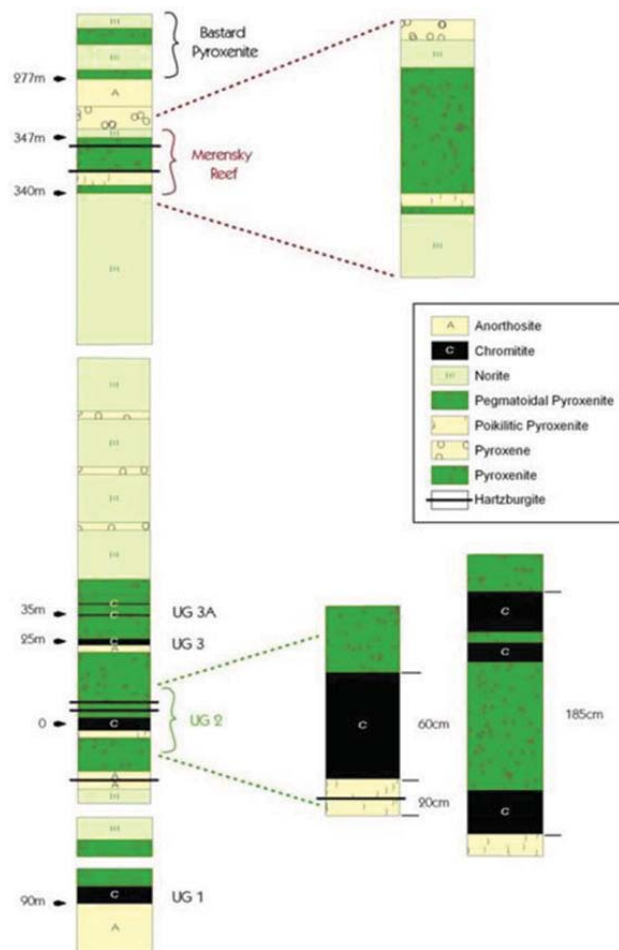 Bastard
Pyroxenite
277m
A
347m
Merensky
Reef
340m
Anorthosite
Chromitite
Norite
Pegmatoidal Pyroxenite
Poikilitic Pyroxenite
Pyroxene
Pyroxenite
Hartzburgite
A
C
C
C
35m
UG 3A
25m
UG 3
A
0
C
UG 2
A
A
C
60cm
20cm
C
C
C
185cm
90m
C
UG 1
A